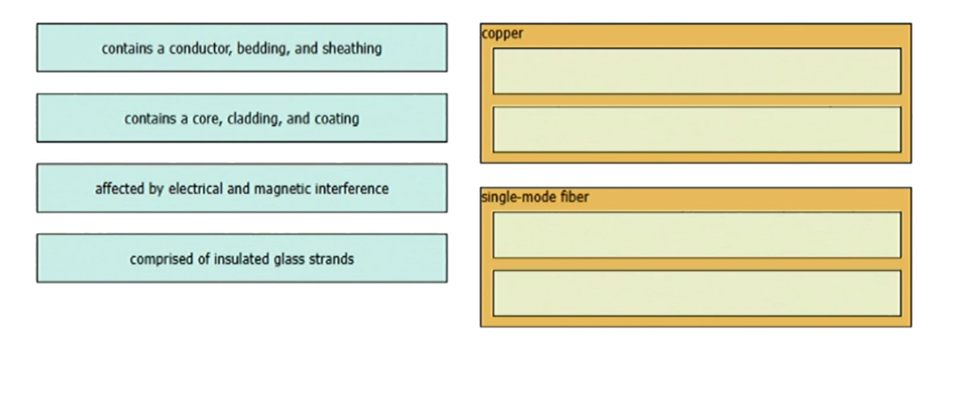 contains a conductor, bedding, and sheathing
contains a core, cladding, and coating
affected by electrical and magnetic interference
comprised of insulated glass strands
copper
single-mode fiber